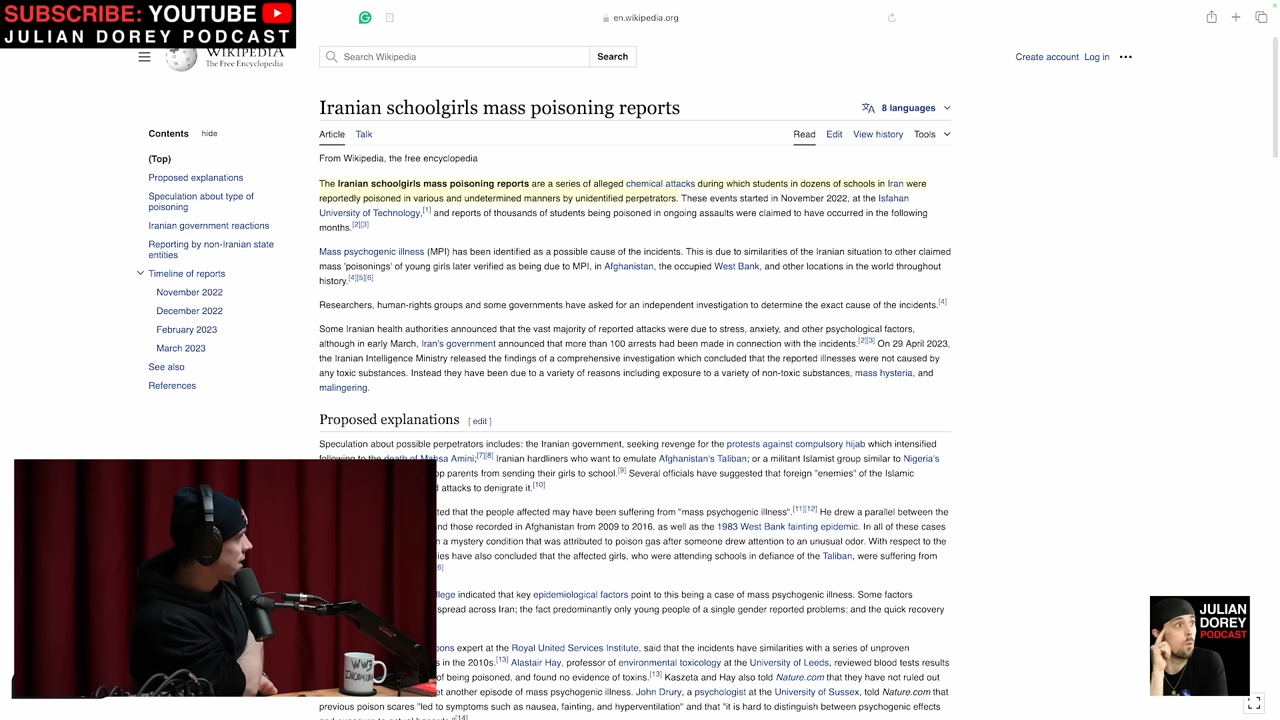 SUBSCRIBE: YOUTUBE
JULIAN DOREY PODCAST
en.wikipedia.org
WIKIPEDIA
The Free Encyclopedia
Search Wikipedia
Search
Create account Log in
Iranian schoolgirls mass poisoning reports
8 languages
Contents hide
Article Talk
Read Edit View history Tools
(Top)
Proposed explanations
Speculation about type of
poisoning
Iranian government reactions
Reporting by non-Iranian state
entities
Timeline of reports
November 2022
December 2022
February 2023
March 2023
See also
References
From Wikipedia, the free encyclopedia
The Iranian schoolgirls mass poisoning reports are a series of alleged chemical attacks during which students in dozens of schools in Iran were
reportedly poisoned in various and undetermined manners by unidentified perpetrators. These events started in November 2022, at the Isfahan
University of Technology,[1] and reports of thousands of students being poisoned in ongoing assaults were claimed to have occurred in the following
months.[2][3]
Mass psychogenic illness (MPI) has been identified as a possible cause of the incidents. This is due to similarities of the Iranian situation to other claimed
mass 'poisonings' of young girls later verified as being due to MPI, in Afghanistan, the occupied West Bank, and other locations in the world throughout
history.[4][5][6]
Researchers, human-rights groups and some governments have asked for an independent investigation to determine the exact cause of the incidents.[4]
Some Iranian health authorities announced that the vast majority of reported attacks were due to stress, anxiety, and other psychological factors,
although in early March, Iran's government announced that more than 100 arrests had been made in connection with the incidents.[2][3] On 29 April 2023,
the Iranian Intelligence Ministry released the findings of a comprehensive investigation which concluded that the reported illnesses were not caused by
any toxic substances. Instead they have been due to a variety of reasons including exposure to a variety of non-toxic substances, mass hysteria, and
malingering.
Proposed explanations [ edit ]
Speculation about possible perpetrators includes: the Iranian government, seeking revenge for the protests against compulsory hijab which intensified
following to the death of Mahsa Amini;[7][8] Iranian hardliners who want to emulate Afghanistan's Taliban; or a militant Islamist group similar to Nigeria's
parents from sending their girls to school.[9] Several officials have suggested that foreign "enemies" of the Islamic
attacks to denigrate it.[10]
that the people affected may have been suffering from "mass psychogenic illness".[11][12] He drew a parallel between the
those recorded in Afghanistan from 2009 to 2016, as well as the 1983 West Bank fainting epidemic. In all of these cases
a mystery condition that was attributed to poison gas after someone drew attention to an unusual odor. With respect to the
have also concluded that the affected girls, who were attending schools in defiance of the Taliban, were suffering from
indicated that key epidemiological factors point to this being a case of mass psychogenic illness. Some factors
spread across Iran; the fact predominantly only young people of a single gender reported problems; and the quick recovery
expert at the Royal United Services Institute, said that the incidents have similarities with a series of unproven
in the 2010s.[13] Alastair Hay, professor of environmental toxicology at the University of Leeds, reviewed blood tests results
of being poisoned, and found no evidence of toxins.[13] Kaszeta and Hay also told Nature.com that they have not ruled out
another episode of mass psychogenic illness. John Drury, a psychologist at the University of Sussex, told Nature.com that
previous poison scares "led to symptoms such as nausea, fainting, and hyperventilation" and that "it is hard to distinguish between psychogenic effects
JULIAN
DOREY
PODCAST